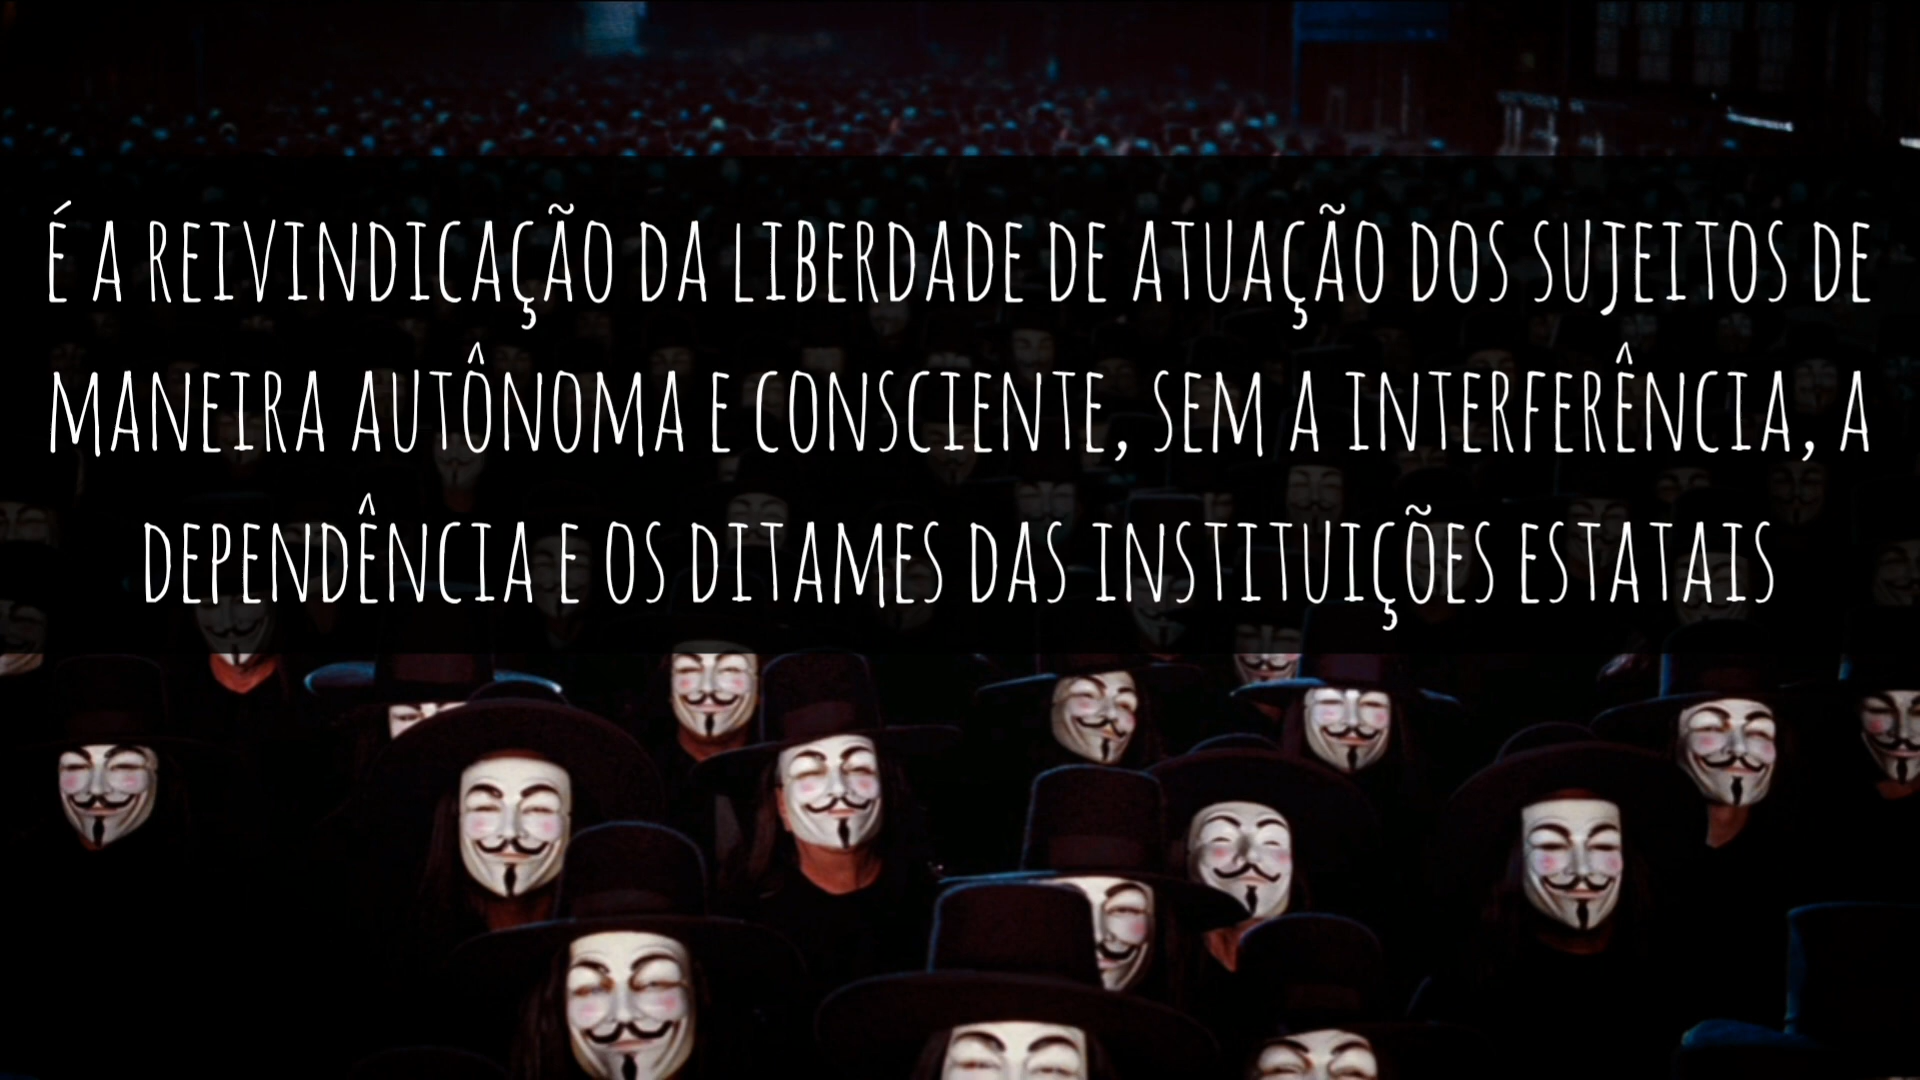 É A REIVINDICAÇÃO DA LIBERDADE DE ATUAÇÃO DOS SUJEITOS DE
MANEIRA AUTÔNOMA E CONSCIENTE, SEM A INTERFERÊNCIA, A
DEPENDÊNCIA E OS DITAMES DAS INSTITUIÇÕES ESTATAIS